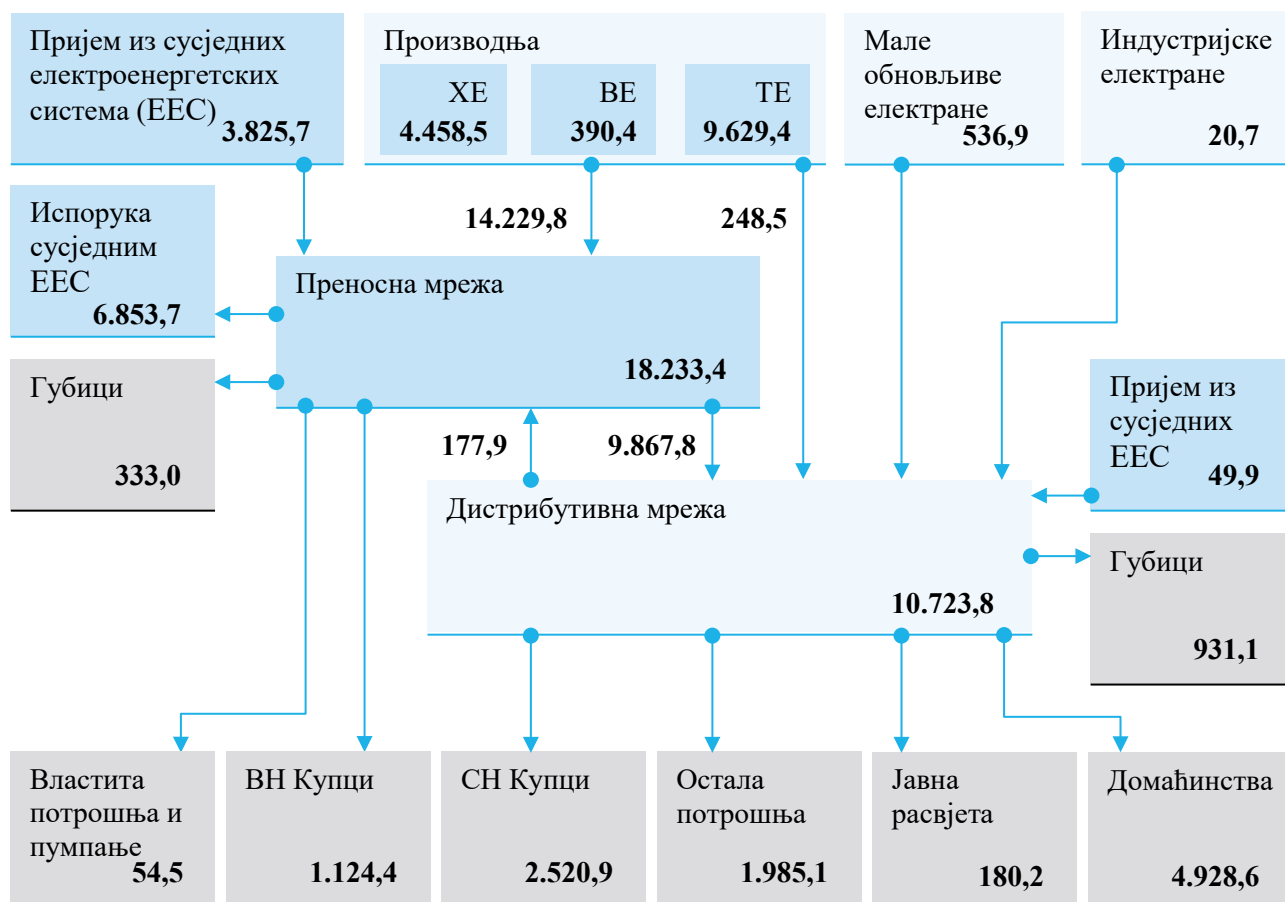 Пријем из сусједних
електроенергетских
система (ЕЕС)
3.825,7
Производња
ХЕ
4.458,5
ВЕ
390,4
ТЕ
9.629,4
Мале
обновљиве
електране
536,9
Индустријске
електране
20,7
14.229,8
248,5
Испорука
сусједним
ЕЕС
6.853,7
Преносна мрежа
18.233,4
Губици
333,0
177,9
9.867,8
Пријем из
сусједних
ЕЕС
49,9
Дистрибутивна мрежа
10.723,8
Губици
931,1
Властита
потрошња и
пумпање
54,5
ВН Купци
1.124,4
СН Купци
2.520,9
Остала
потрошња
1.985,1
Јавна
расвјета
180,2
Домаћинства
4.928,6